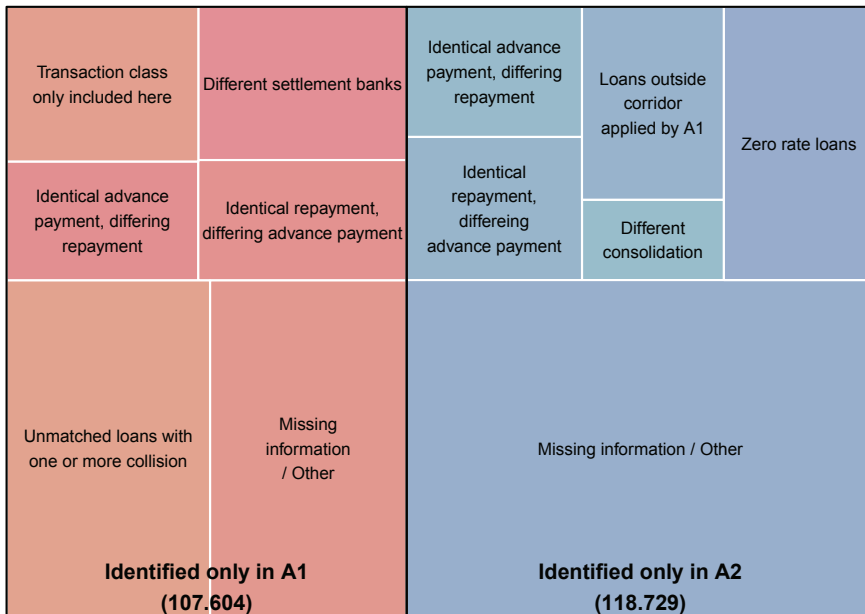 Transaction class
only included here
Different settlement banks
Identical advance
payment, differing
repayment
Identical repayment,
differing advance payment
Unmatched loans with
one or more collision
Missing
information
/ Other
Identified only in A1
(107.604)
Identical advance
payment, differing
repayment
Loans outside
corridor
applied by A1
Zero rate loans
Identical
repayment,
differeing
advance payment
Different
consolidation
Missing information / Other
Identified only in A2
(118.729)